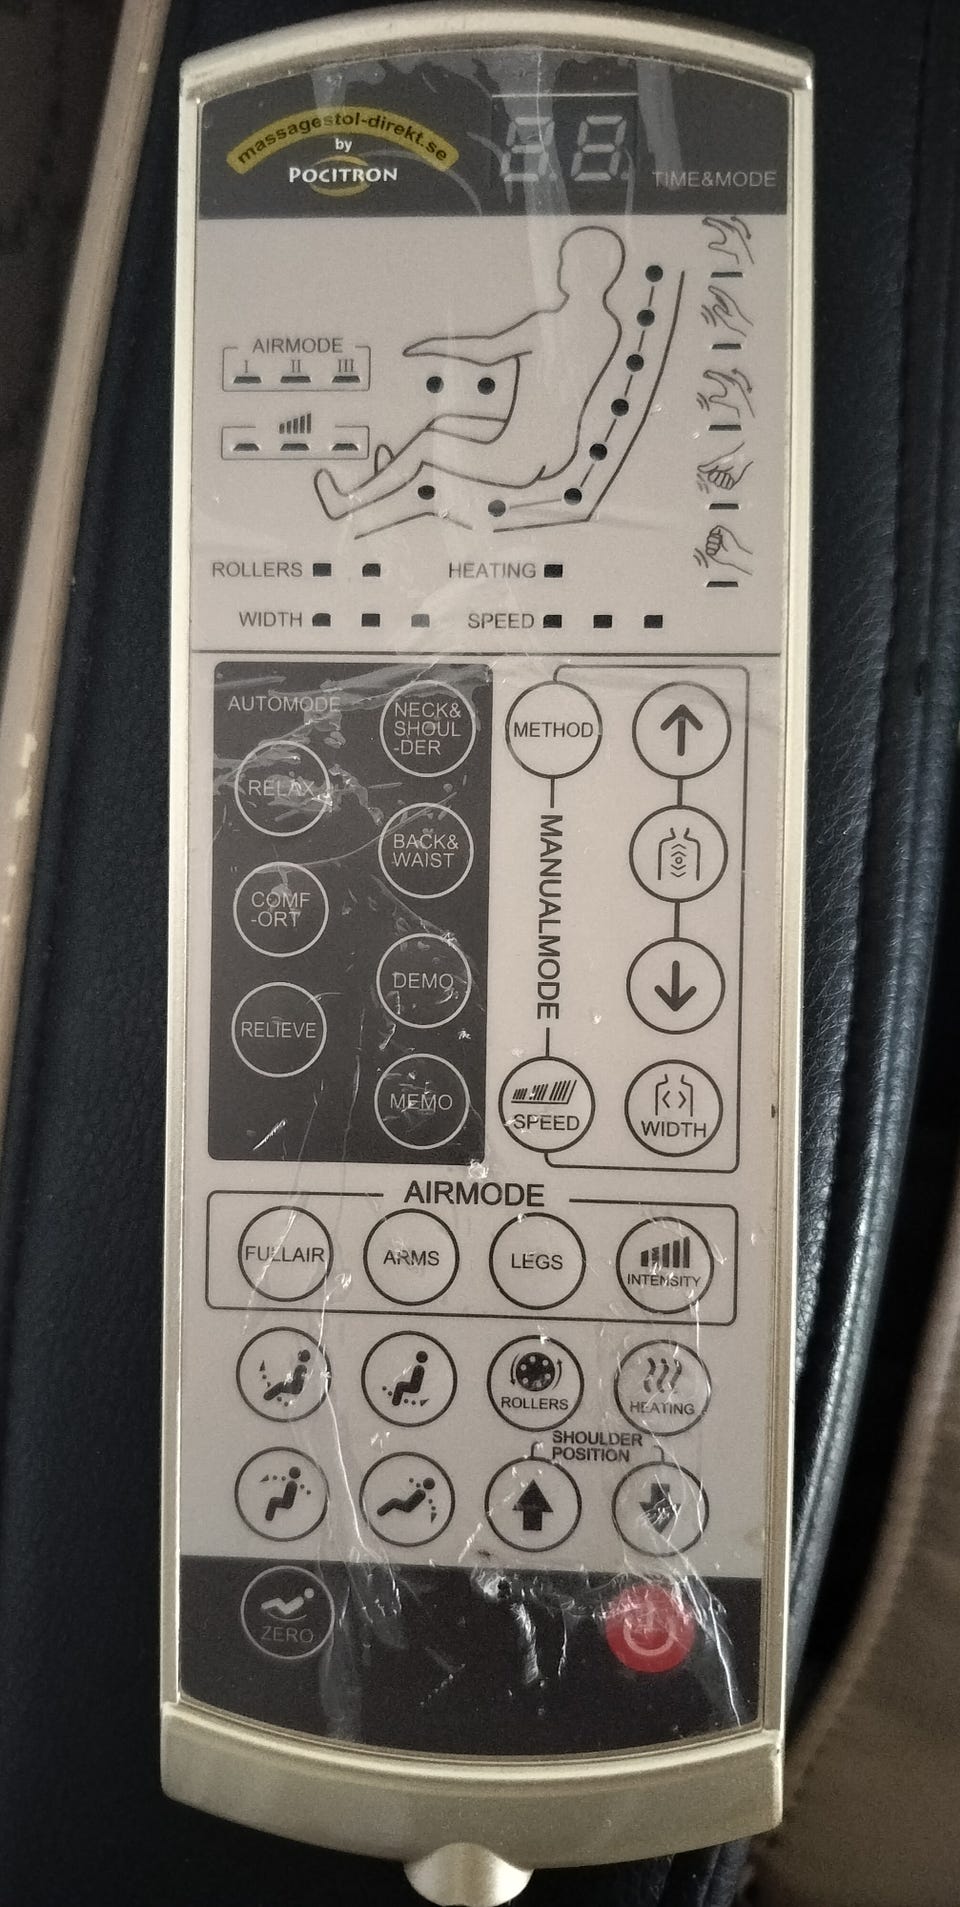 massagestol-direkt.se
by
POCITRON
TIME&MODE
AIRMODE
I II III
ROLLERS
HEATING
WIDTH
SPEED
AUTOMODE
RELAX
COMF
-ORT
RELIEVE
NECK&
SHOUL
-DER
BACK&
WAIST
DEMO
MEMO
METHOD
MANUALMODE
SPEED
WIDTH
AIRMODE
FULLAIR
ARMS
LEGS
INTENSITY
ROLLERS
HEATING
SHOULDER
POSITION
ZERO